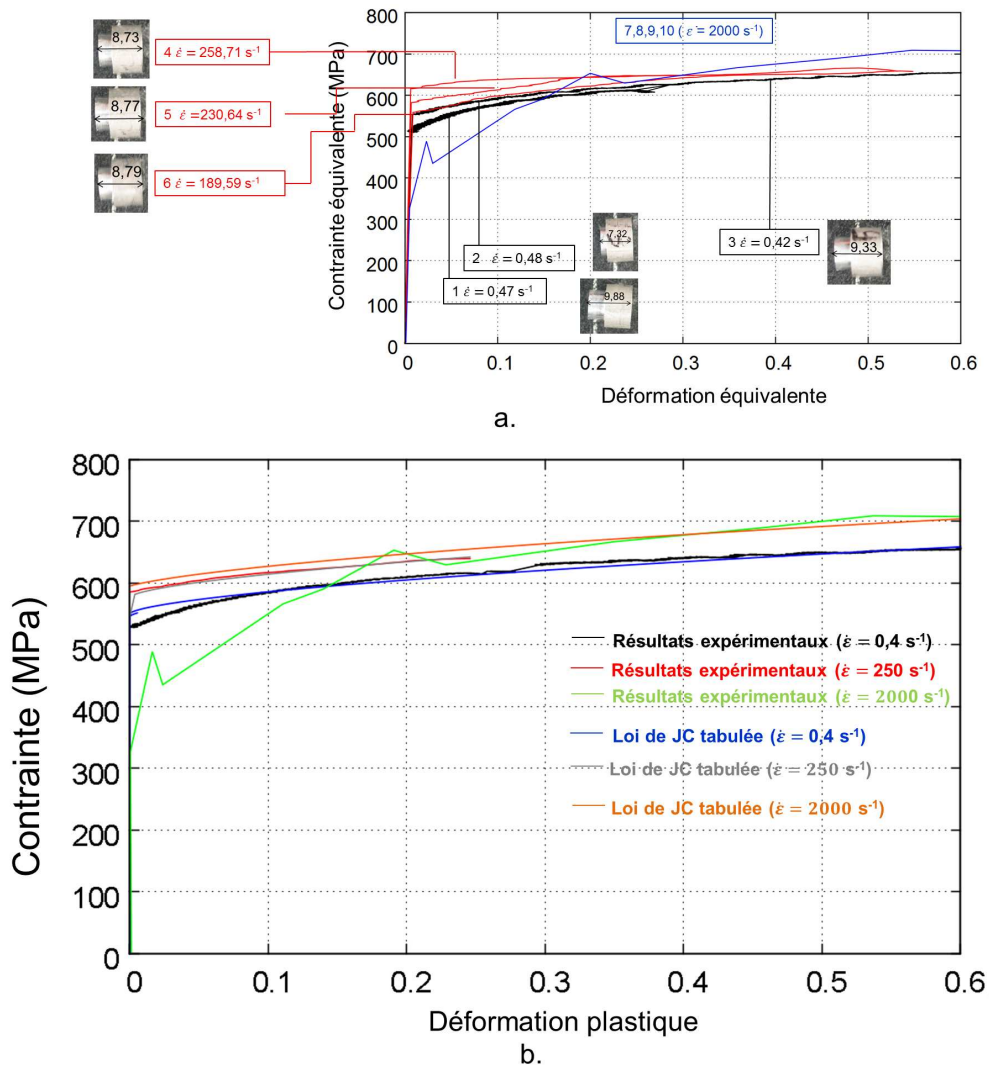 800
700
600
500
400
300
200
100
0
Contrainte équivalente (MPa)
8,73
4 ε̇ = 258,71 s-1
8,77
5 ε̇ =230,64 s-1
8,79
6 ε̇ = 189,59 s-1
7,8,9,10 ( ε̇ = 2000 s-1)
7,32
3 ε̇ =0,42 s-1
9,33
2 ε̇ =0,48 s-1
1 ε̇ =0,47 s-1
9,88
0 0.1 0.2 0.3 0.4 0.5 0.6
Déformation équivalente
a.
800
700
600
500
400
300
200
100
0
Contrainte (MPa)
Résultats expérimentaux (ε̇ = 0,4 s-1)
Résultats expérimentaux (ε̇ = 250 s-1)
Résultats expérimentaux (ε̇ = 2000 s-1)
Loi de JC tabulée (ε̇ = 0,4 s-1)
Loi de JC tabulée (ε̇ = 250 s-1)
Loi de JC tabulée (ε̇ = 2000 s-1)
0 0.1 0.2 0.3 0.4 0.5 0.6
Déformation plastique
b.